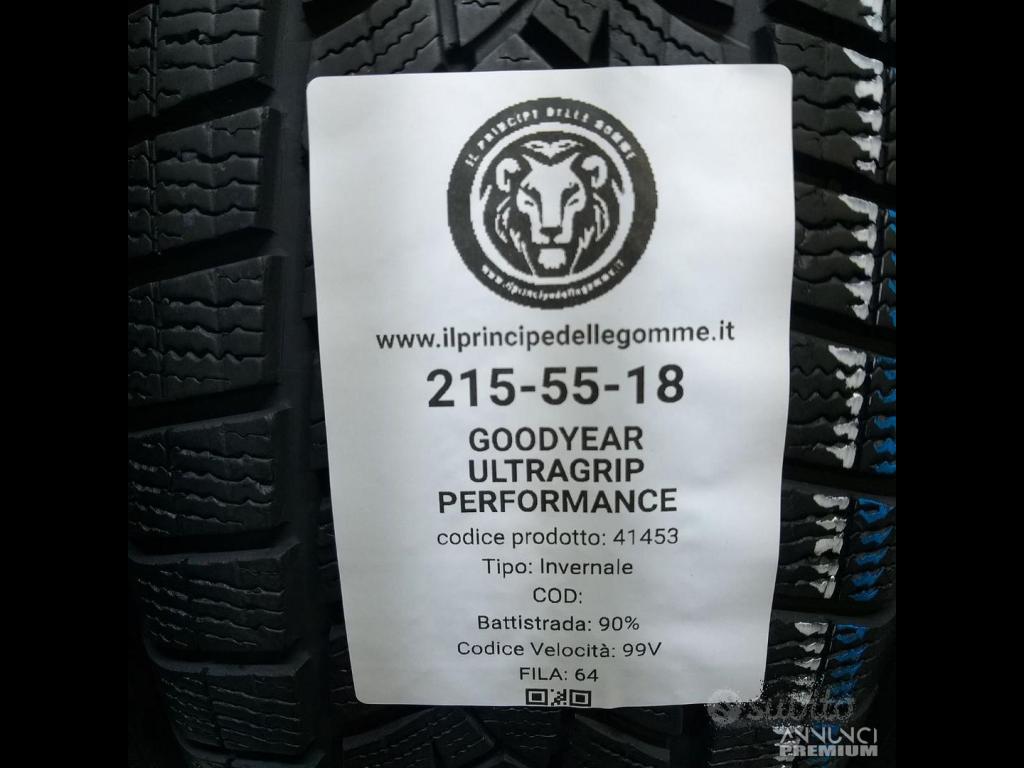 IL PRINCIPE DELLE GOMME
www.ilprincipedellegomme.it
www.ilprincipedellegomme.it
215-55-18
GOODYEAR
ULTRAGRIP
PERFORMANCE
codice prodotto: 41453
Tipo: Invernale
COD:
Battistrada: 90%
Codice Velocità: 99V
FILA: 64
subito
ANNUNCI
PREMIUM